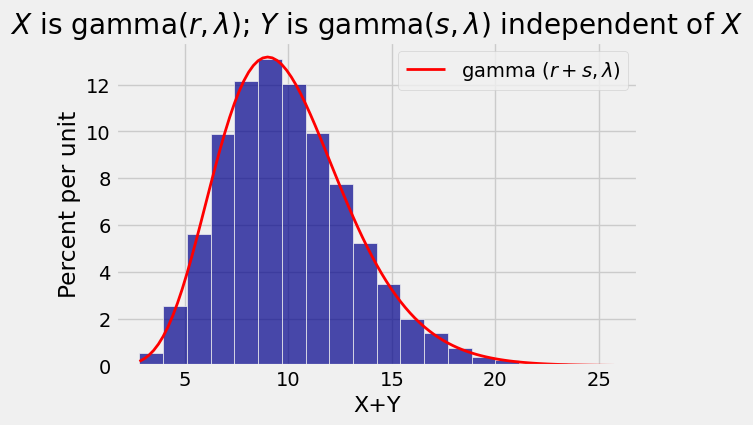 X is gamma(r, λ); Y is gamma(s, λ) independent of X
gamma (r + s, λ)
Percent per unit
12
10
8
6
4
2
0
5 10 15 20 25
X+Y